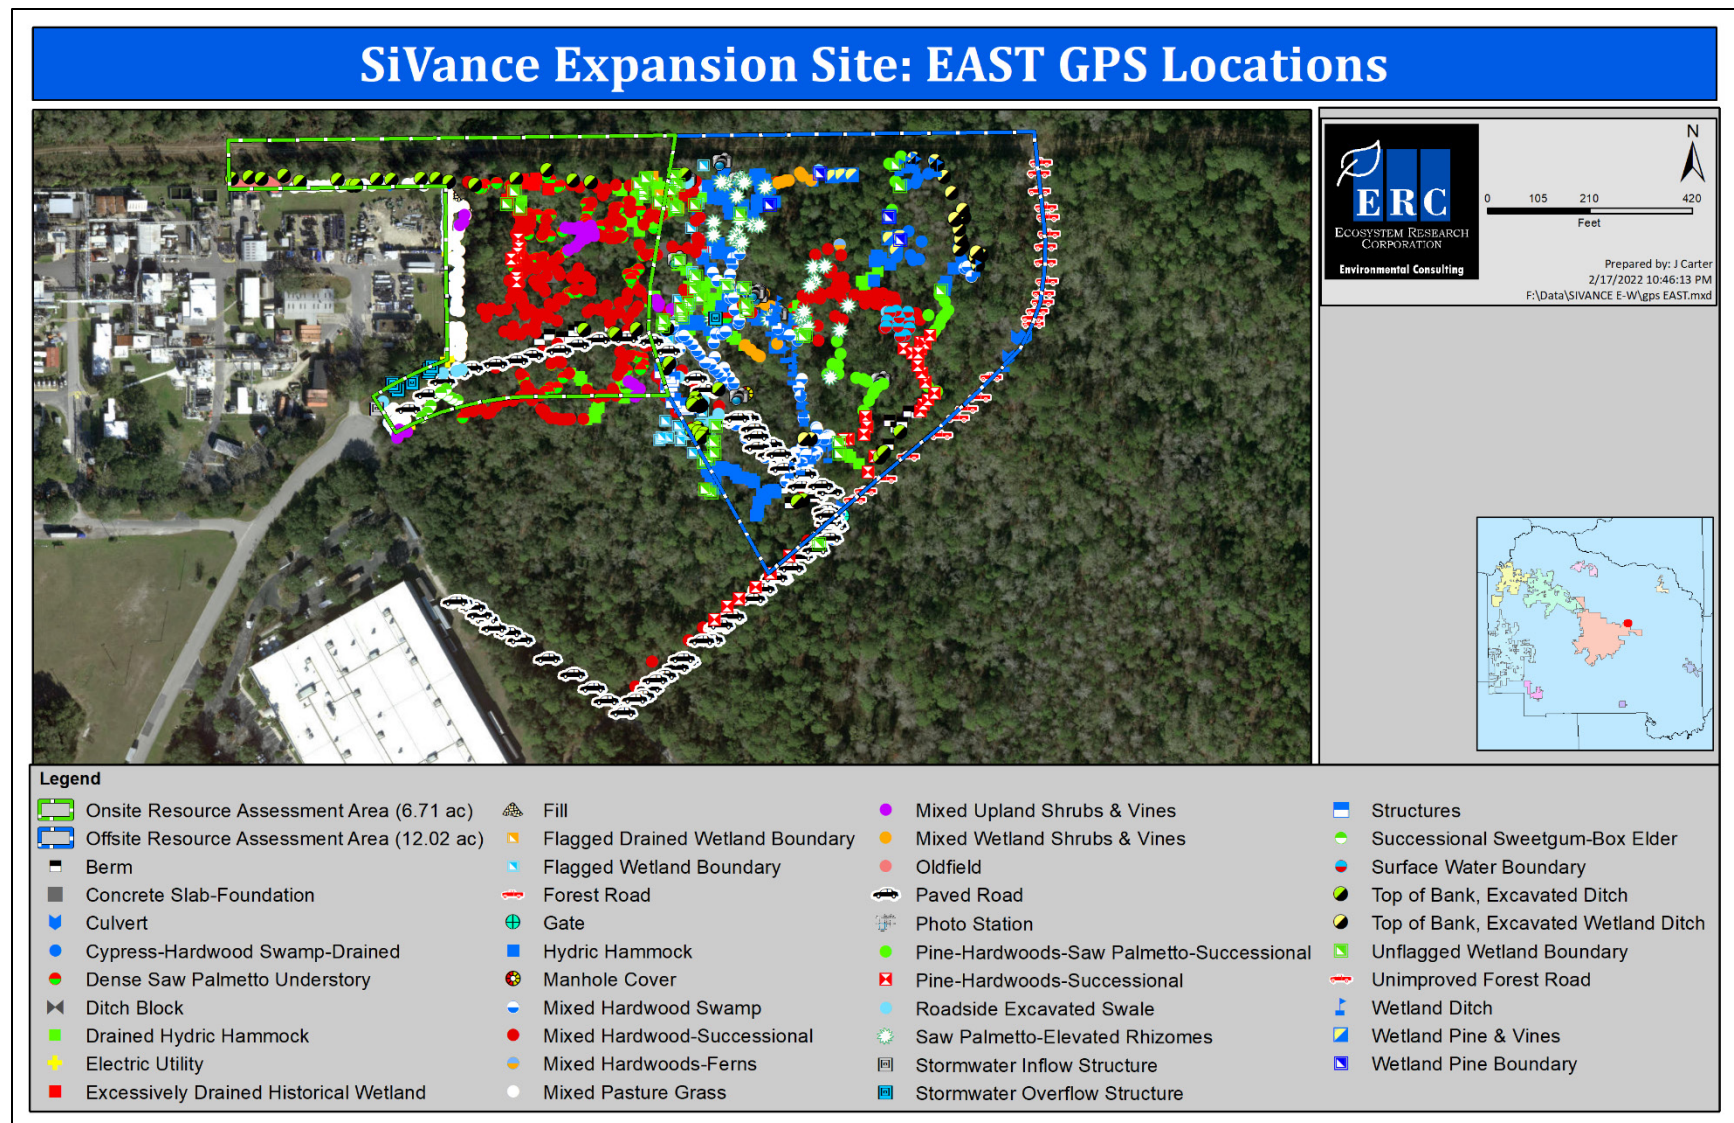 SiVance Expansion Site: EAST GPS Locations
ERC
ECOSYSTEM RESEARCH
CORPORATION
Environmental Consulting
N
0 105 210 420
Feet
Prepared by: J Carter
2/17/2022 10:46:13 PM
F:\Data\SIVANCE E-W\gps EAST.mxd
Legend
Onsite Resource Assessment Area (6.71 ac)
Offsite Resource Assessment Area (12.02 ac)
Berm
Concrete Slab-Foundation
Culvert
Cypress-Hardwood Swamp-Drained
Dense Saw Palmetto Understory
Ditch Block
Drained Hydric Hammock
Electric Utility
Excessively Drained Historical Wetland
Fill
Flagged Drained Wetland Boundary
Flagged Wetland Boundary
Forest Road
Gate
Hydric Hammock
Manhole Cover
Mixed Hardwood Swamp
Mixed Hardwood-Successional
Mixed Hardwoods-Ferns
Mixed Pasture Grass
Mixed Upland Shrubs & Vines
Mixed Wetland Shrubs & Vines
Oldfield
Paved Road
Photo Station
Pine-Hardwoods-Saw Palmetto-Successional
Pine-Hardwoods-Successional
Roadside Excavated Swale
Saw Palmetto-Elevated Rhizomes
Stormwater Inflow Structure
Stormwater Overflow Structure
Structures
Successional Sweetgum-Box Elder
Surface Water Boundary
Top of Bank, Excavated Ditch
Top of Bank, Excavated Wetland Ditch
Unflagged Wetland Boundary
Unimproved Forest Road
Wetland Ditch
Wetland Pine & Vines
Wetland Pine Boundary